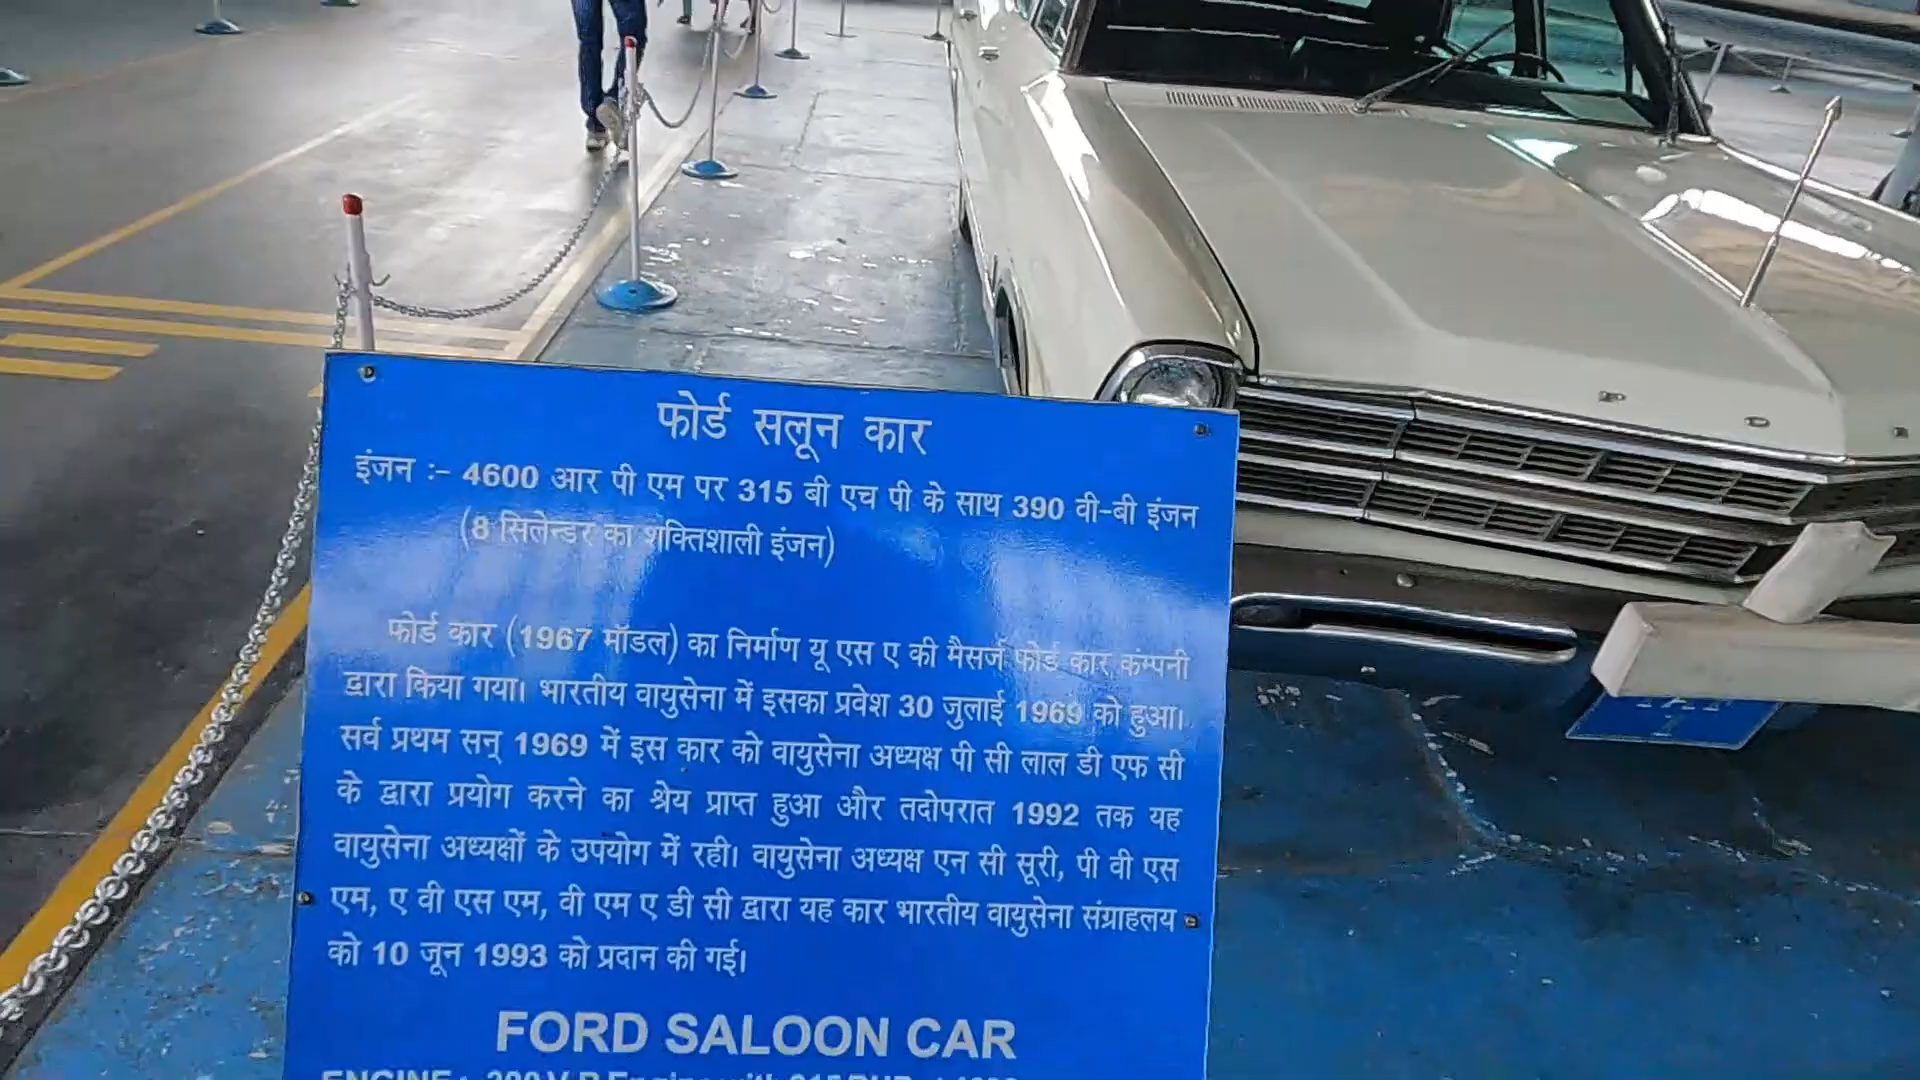 फोर्ड सलून कार
इंजन :– 4600 आर पी एम पर 315 बी एच पी के साथ 390 वी-बी इंजन
(8 सिलेन्डर का शक्तिशाली इंजन)
फोर्ड कार (1967 मॉडल) का निर्माण यू एस ए की मैसर्ज फोर्ड कार कंम्पनी
द्वारा किया गया। भारतीय वायुसेना में इसका प्रवेश 30 जुलाई 1969 को हुआ।
सर्व प्रथम सन् 1969 में इस कार को वायुसेना अध्यक्ष पी सी लाल डी एफ सी
के द्वारा प्रयोग करने का श्रेय प्राप्त हुआ और तदोपरात 1992 तक यह
वायुसेना अध्यक्षों के उपयोग में रही। वायुसेना अध्यक्ष एन सी सूरी, पी वी एस
एम, ए वी एस एम, वी एम ए डी सी द्वारा यह कार भारतीय वायुसेना संग्राहलय
को 10 जून 1993 को प्रदान की गई।
FORD SALOON CAR
ENGINE :
F O